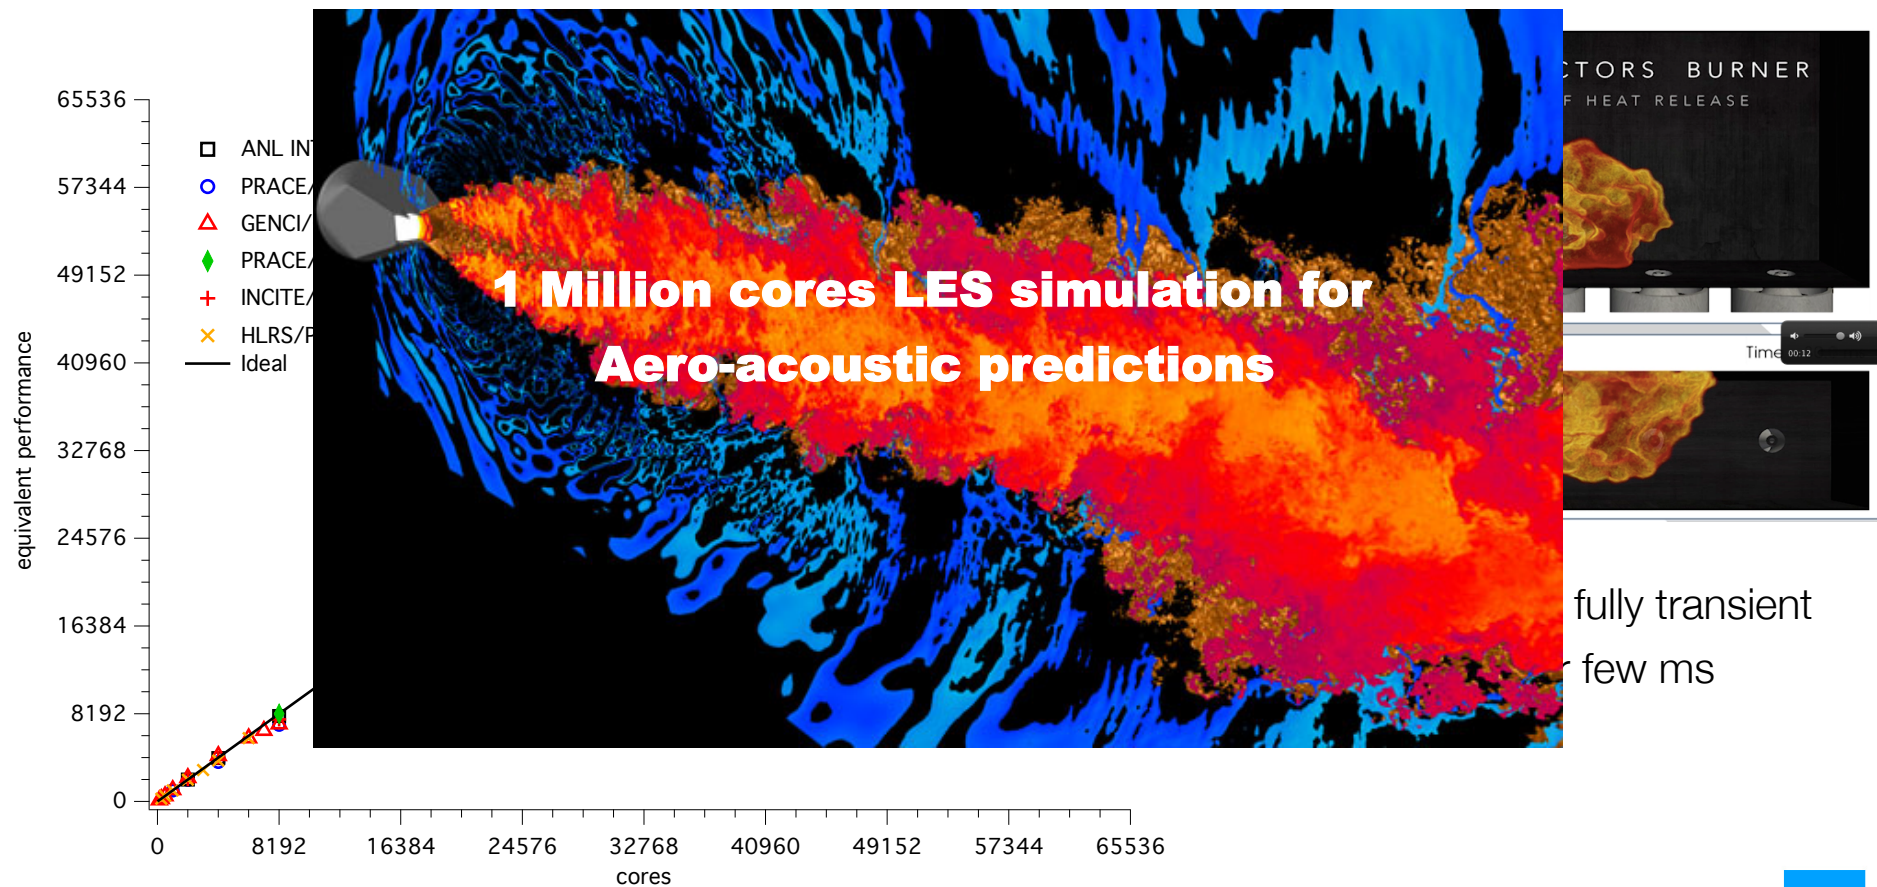 65536
57344
49152
40960
32768
24576
16384
8192
0
equivalent performance
ANL
PRACE/
GENCI/
PRACE/
INCITE/
HLRS/
Ideal
0 8192 16384 24576 32768 40960 49152 57344 65536
cores
1 Million cores LES simulation for
Aero-acoustic predictions
BURNER
HEAT RELEASE
Time
00:12
fully transient
few ms